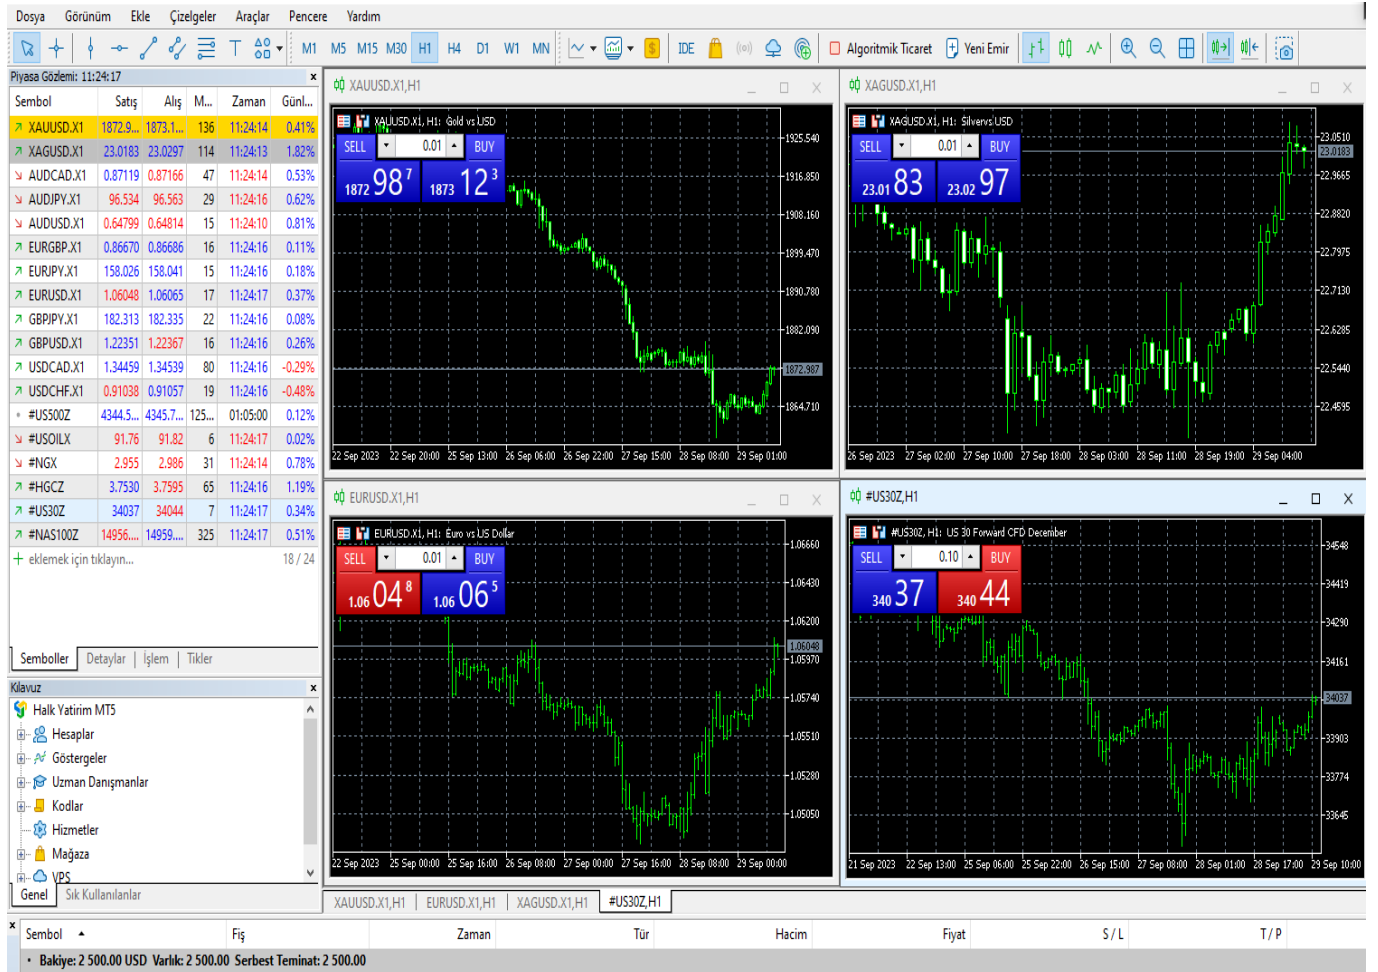 Dosya Görünüm Ekle Çizelgeler Araçlar Pencere Yardım
M1 M5 M15 M30 H1 H4 D1 W1 MN IDE Algoritmik Ticaret Yeni Emir
Piyasa Gözlemi: 11:24:17
Sembol Satış Alış M... Zaman Günl...
XAUUSD.X1 1872.9... 1873.1... 136 11:24:14 0.41%
XAGUSD.X1 23.0183 23.0297 114 11:24:13 1.82%
AUDCAD.X1 0.87119 0.87166 47 11:24:14 0.53%
AUDJPY.X1 96.534 96.563 29 11:24:16 0.62%
AUDUSD.X1 0.64799 0.64814 15 11:24:10 0.81%
EURGBP.X1 0.86670 0.86686 16 11:24:16 0.11%
EURJPY.X1 158.026 158.041 15 11:24:16 0.18%
EURUSD.X1 1.06048 1.06065 17 11:24:17 0.37%
GBPJPY.X1 182.313 182.335 22 11:24:16 0.08%
GBPUSD.X1 1.22351 1.22367 16 11:24:16 0.26%
USDCAD.X1 1.34459 1.34539 80 11:24:16 -0.29%
USDCHF.X1 0.91038 0.91057 19 11:24:16 -0.48%
#US500Z 4344.5... 4345.7... 125... 01:05:00 0.12%
#USOILX 91.76 91.82 6 11:24:17 0.02%
#NGX 2.955 2.986 31 11:24:14 0.78%
#HGCZ 3.7530 3.7595 65 11:24:16 1.19%
#US30Z 34037 34044 7 11:24:17 0.34%
#NAS100Z 14956.... 14959.... 325 11:24:17 0.51%
eklemek için tıklayın... 18 / 24
Semboller Detaylar İşlem Tikler
Kılavuz
Halk Yatirim MT5
Hesaplar
Göstergeler
Uzman Danışmanlar
Kodlar
Hizmetler
Mağaza
VPS
Genel Sık Kullanılanlar
XAUUSD.X1,H1
XAUUSD.X1, H1: Gold vs USD
SELL 0.01 BUY
1872 98 7 1873 12 3
1925.540
1916.850
1908.160
1899.470
1890.780
1882.090
1872.987
1864.710
22 Sep 2023 22 Sep 20:00 25 Sep 13:00 26 Sep 06:00 26 Sep 22:00 27 Sep 15:00 28 Sep 08:00 29 Sep 01:00
XAGUSD.X1,H1
XAGUSD.X1, H1: Silvervs USD
SELL 0.01 BUY
23.01 83 23.02 97
23.0510
23.0183
22.9665
22.8820
22.7975
22.7130
22.6285
22.5440
22.4595
26 Sep 2023 27 Sep 02:00 27 Sep 10:00 27 Sep 18:00 28 Sep 03:00 28 Sep 11:00 28 Sep 19:00 29 Sep 04:00
EURUSD.X1,H1
EURUSD.X1, H1: Euro vs US Dollar
SELL 0.01 BUY
1.06 04 8 1.06 06 5
1.06660
1.06430
1.06200
1.06048
1.05970
1.05740
1.05510
1.05280
1.05050
22 Sep 2023 25 Sep 00:00 25 Sep 16:00 26 Sep 08:00 27 Sep 00:00 27 Sep 16:00 28 Sep 08:00 29 Sep 00:00
#US30Z,H1
#US30Z, H1: US 30 Forward CFD December
SELL 0.10 BUY
340 37 340 44
34548
34419
34290
34161
34037
33903
33774
33645
21 Sep 2023 22 Sep 13:00 25 Sep 06:00 25 Sep 22:00 26 Sep 15:00 27 Sep 08:00 28 Sep 01:00 28 Sep 17:00 29 Sep 10:00
XAUUSD.X1,H1 EURUSD.X1,H1 XAGUSD.X1,H1 #US30Z,H1
Sembol Fiş Zaman Tür Hacim Fiyat S / L T / P
Bakiye: 2 500.00 USD Varlık: 2 500.00 Serbest Teminat: 2 500.00